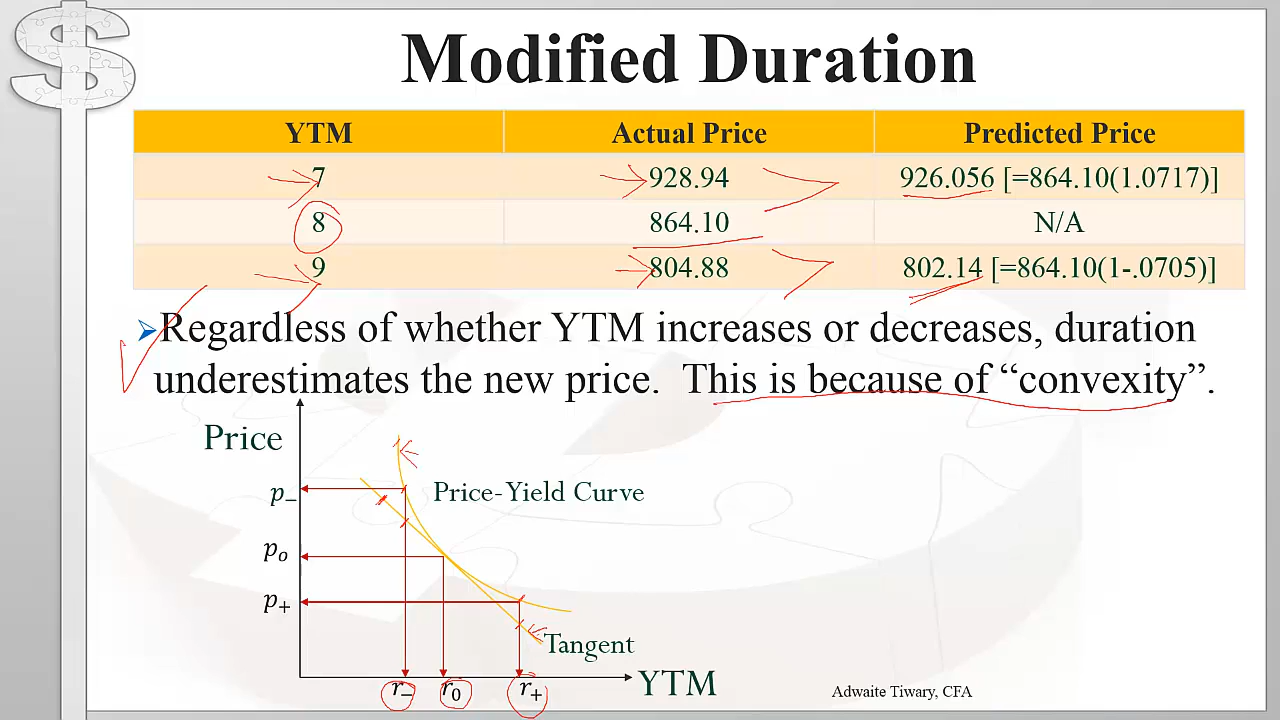 Modified Duration
YTM Actual Price Predicted Price
7 928.94 926.056 [=864.10(1.0717)]
8 864.10 N/A
9 804.88 802.14 [=864.10(1-.0705)]
Regardless of whether YTM increases or decreases, duration
underestimates the new price. This is because of “convexity”.
Price
p₋
Price-Yield Curve
pₒ
p₊
Tangent
r₋ r₀ r₊ YTM
Adwaite Tiwary, CFA